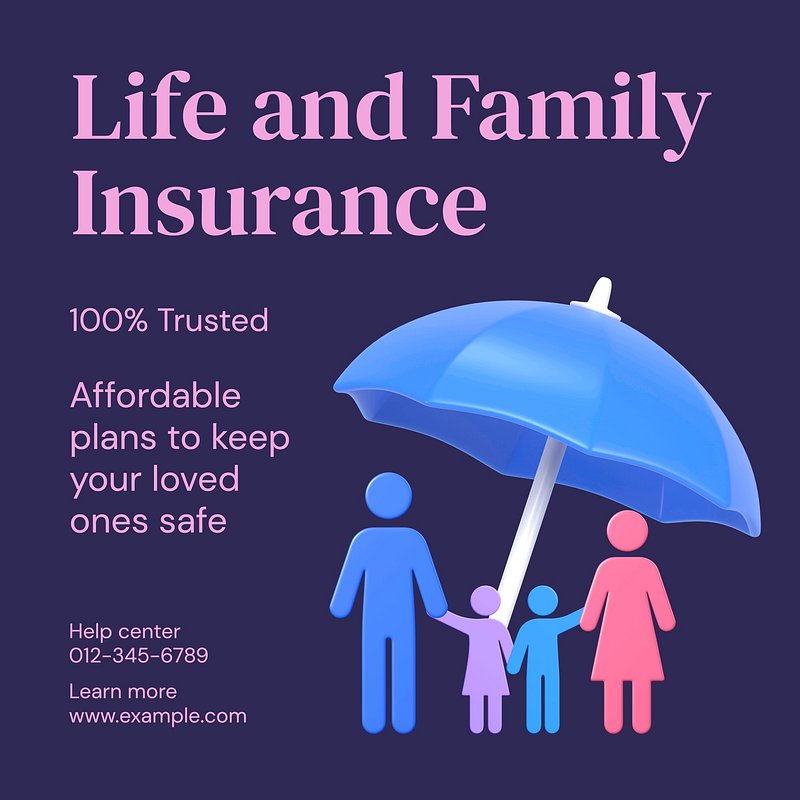 Life and Family
Insurance
100% Trusted
Affordable
plans to keep
your loved
ones safe
Help center
012-345-6789
Learn more
www.example.com